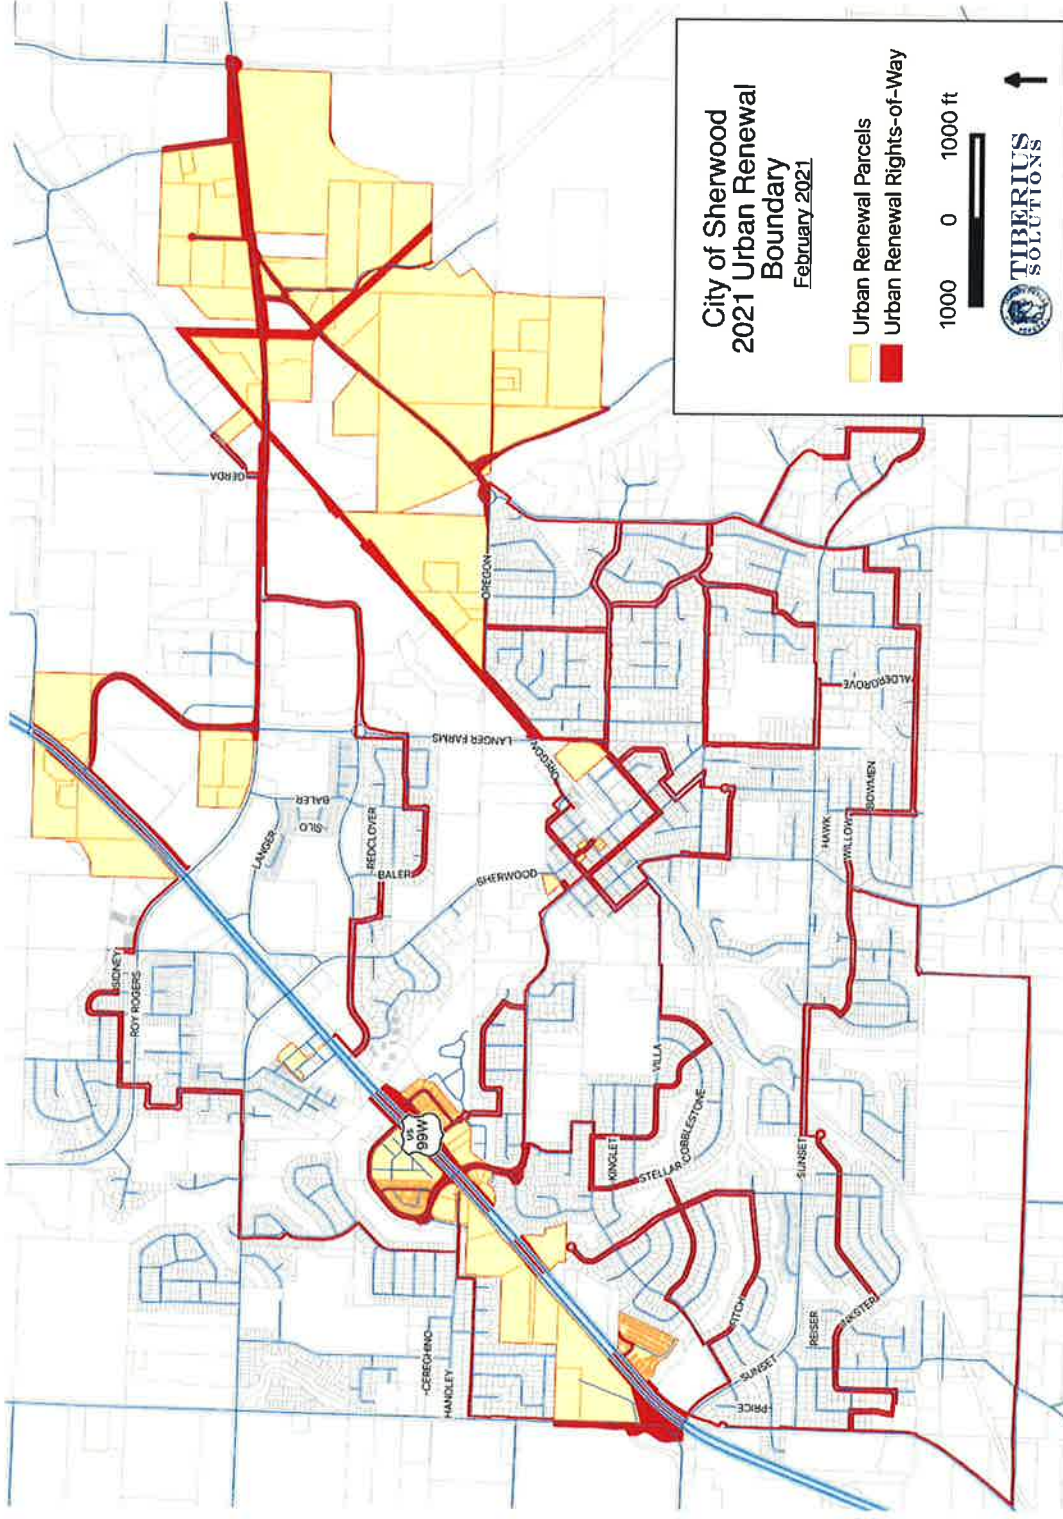 City of Sherwood
2021 Urban Renewal
Boundary
February 2021
Urban Renewal Parcels
Urban Renewal Rights-of-Way
1000 0 1000 ft
TIBERIUS
SOLUTIONS
GERDA
OREGON
LANGER FARMS
OREGON
BALER
SILO
LANGER
REDCLOVER
BALER
SHERWOOD
ALDERGROVE
BOWMEN
HAWK
WILLOW
SIDNEY
ROY ROGERS
US
99W
VILLA
KINGLET
STELLAR
COBBLESTONE
SUNSET
CEREGHINO
HANDLEY
FITCH
SUNSET
PRICE
REISER
INKSTER